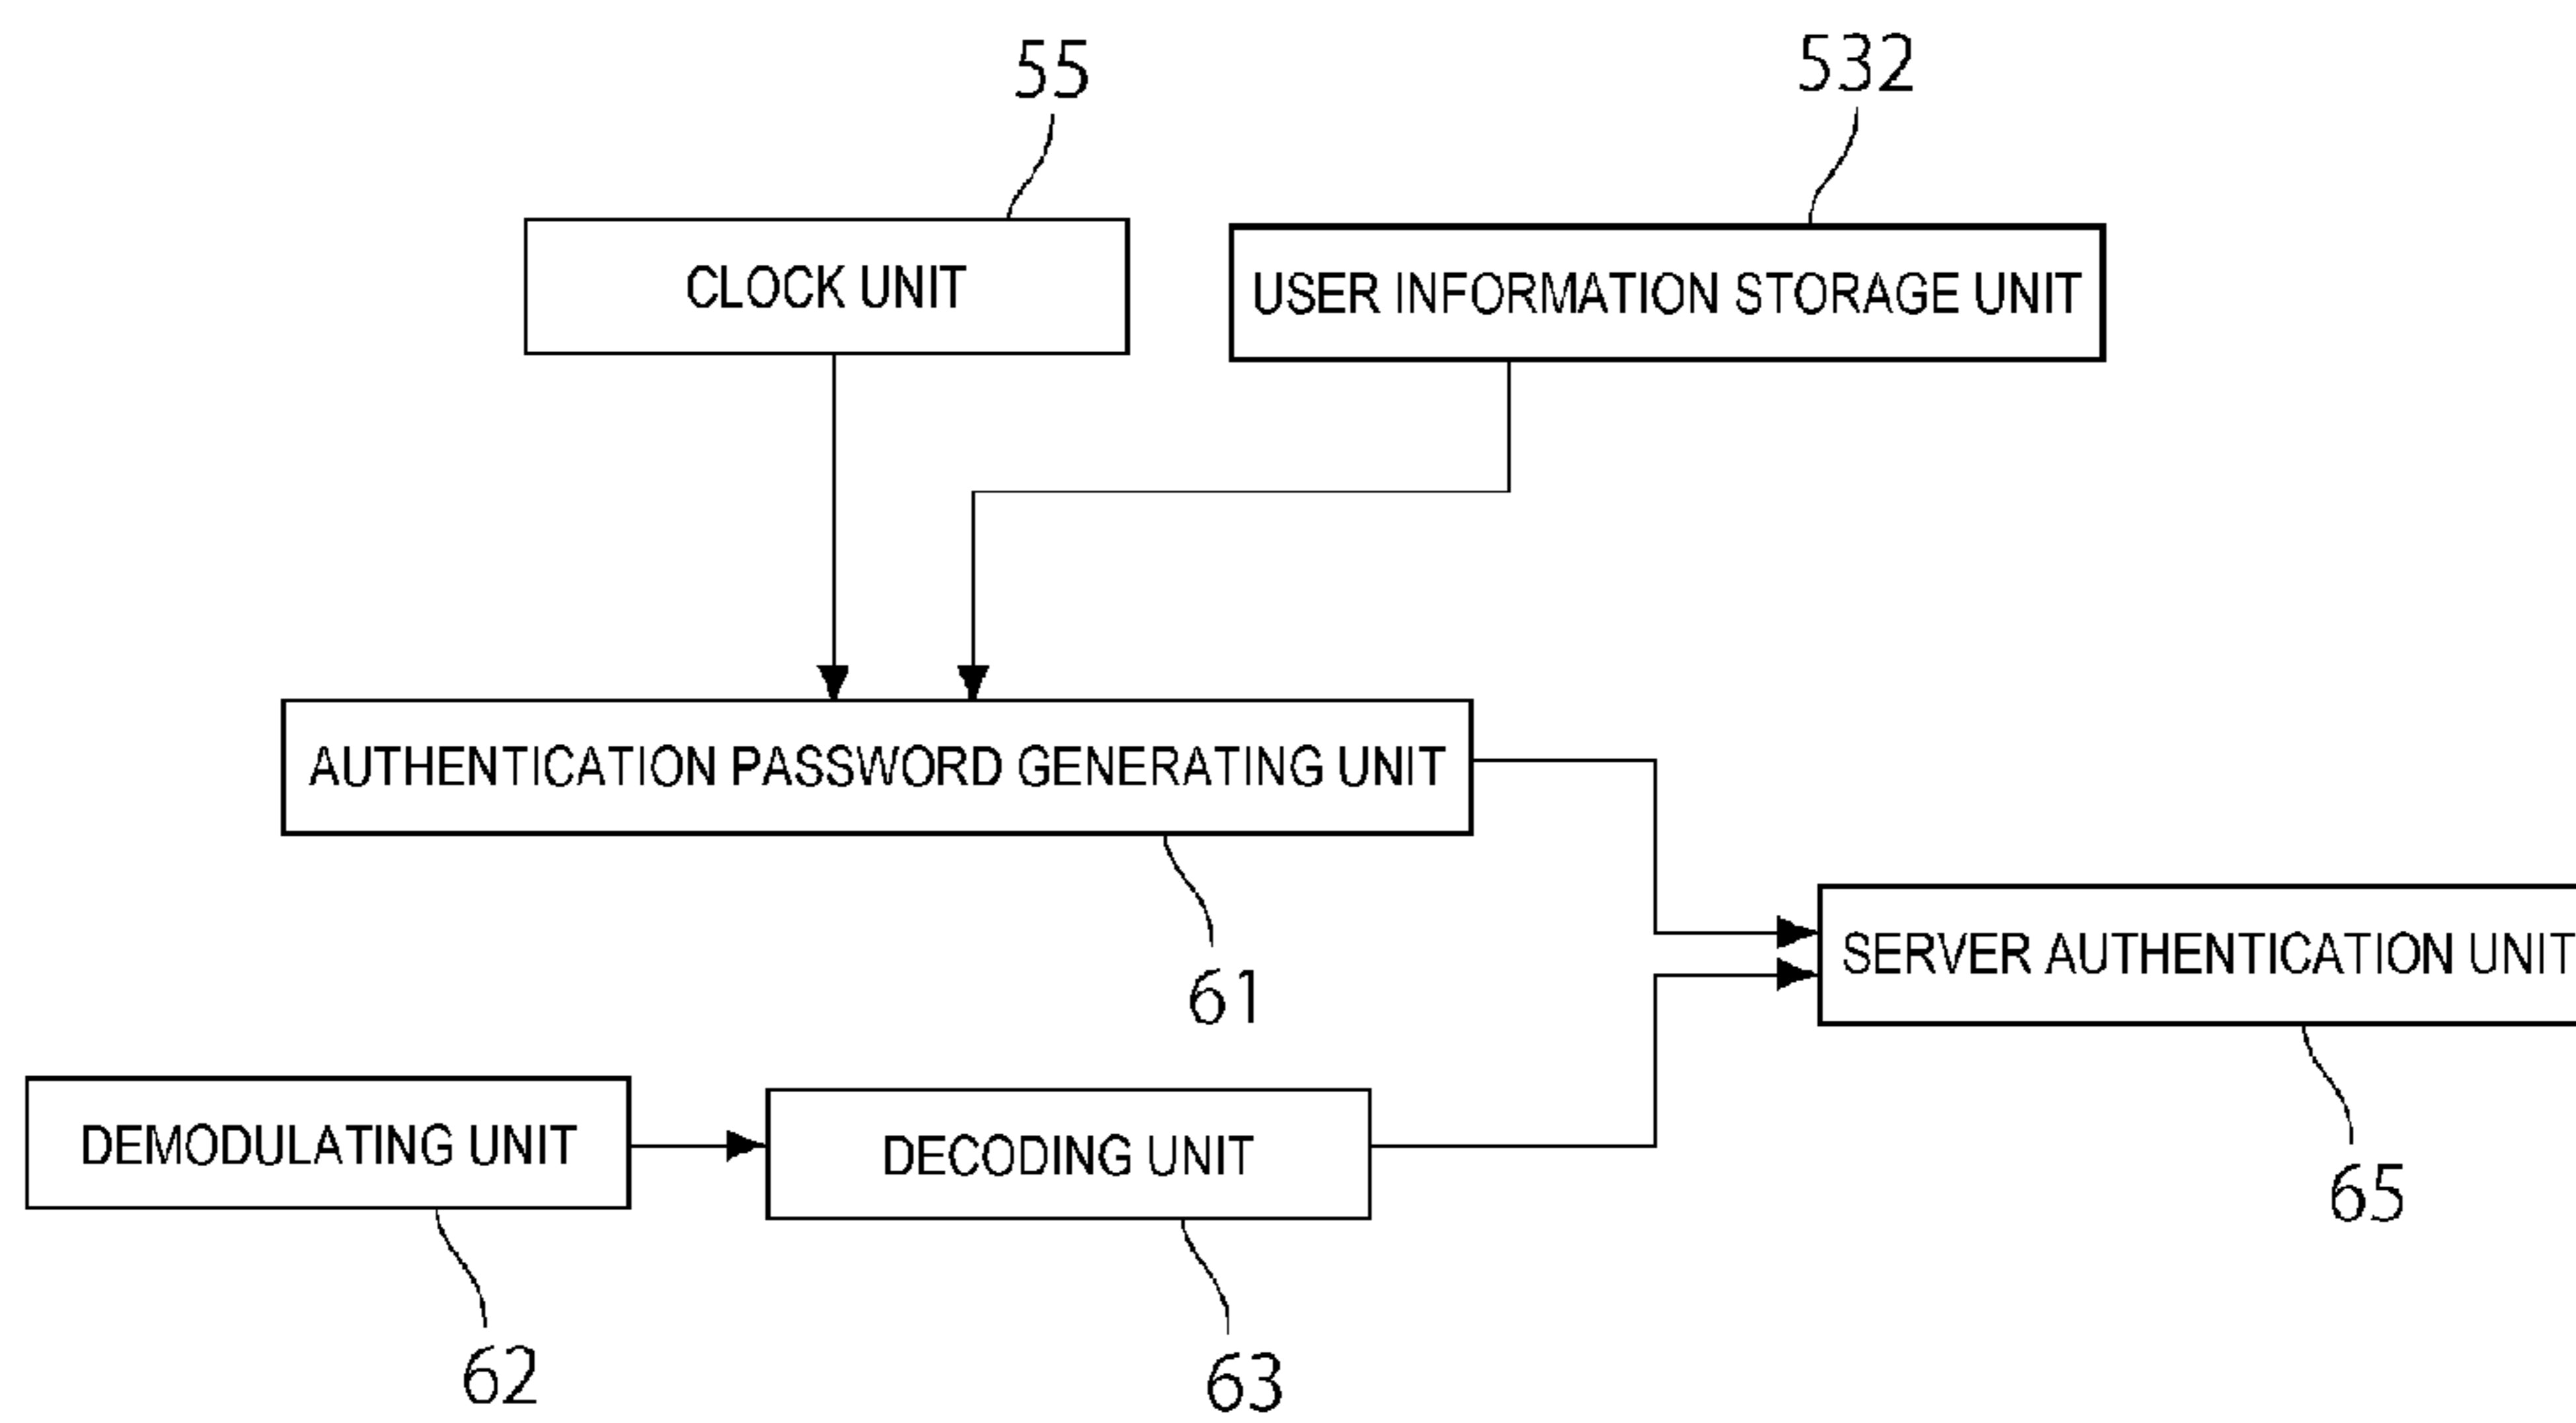 55
532
CLOCK UNIT
USER INFORMATION STORAGE UNIT
AUTHENTICATION PASSWORD GENERATING UNIT
61
SERVER AUTHENTICATION UNIT
65
DEMODULATING UNIT
DECODING UNIT
62
63